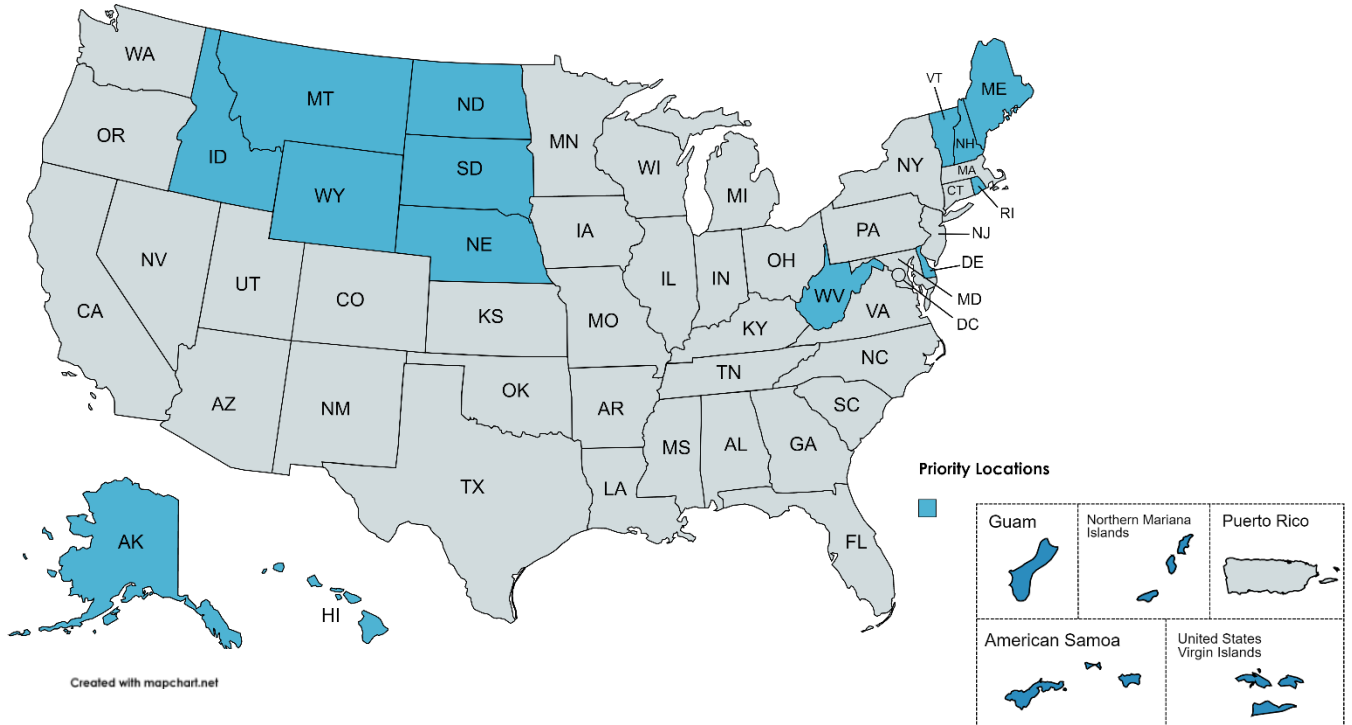 WA
OR
CA
NV
ID
MT
WY
UT
AZ
CO
NM
ND
SD
NE
KS
OK
TX
MN
IA
MO
AR
LA
WI
IL
MS
MI
IN
KY
TN
AL
OH
WV
GA
FL
SC
NC
VA
PA
NY
VT
NH
ME
MA
CT
RI
NJ
DE
MD
DC
AK
HI
Priority Locations
Guam
Northern Mariana
Islands
Puerto Rico
American Samoa
United States
Virgin Islands
Created with mapchart.net